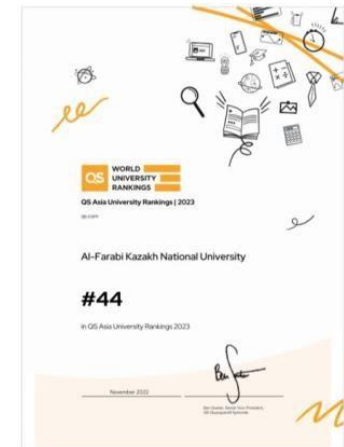 QS
WORLD
UNIVERSITY
RANKINGS
QS Asia University Rankings | 2023
Al-Farabi Kazakh National University
#44
in QS Asia University Rankings 2023
November 2022